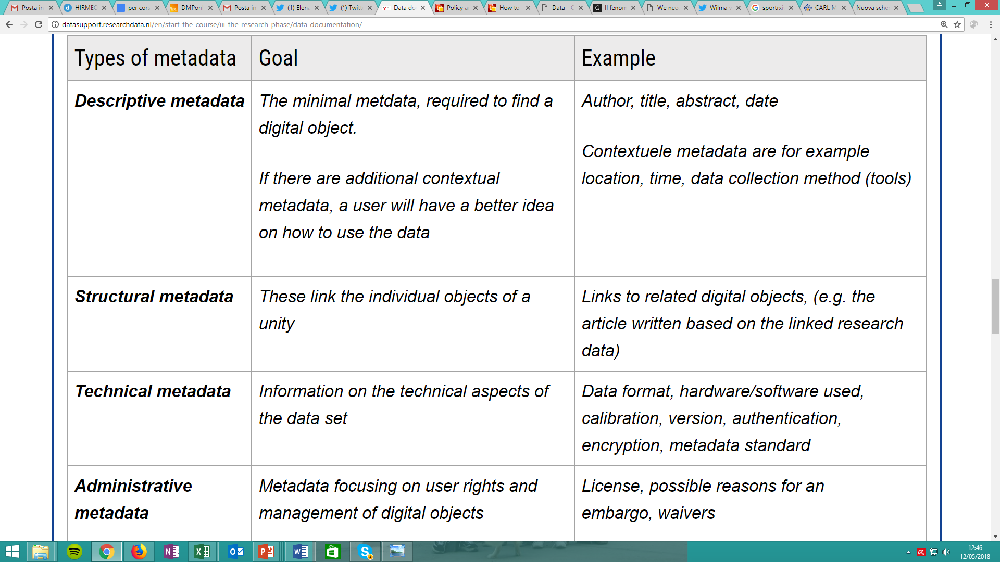 Posta in
HIRMEC
per cors
DMPonl
Posta in
(1) Elena
(*) Twitt
Data do
Policy a
How to
Data - C
Il fenom
We nee
Wilma v
sportrxi
CARL M
Nuova sche
datasupport.researchdata.nl/en/start-the-course/iii-the-research-phase/data-documentation/
Types of metadata
Goal
Example
Descriptive metadata
The minimal metdata, required to find a
digital object.
If there are additional contextual
metadata, a user will have a better idea
on how to use the data
Author, title, abstract, date
Contextuele metadata are for example
location, time, data collection method (tools)
Structural metadata
These link the individual objects of a
unity
Links to related digital objects, (e.g. the
article written based on the linked research
data)
Technical metadata
Information on the technical aspects of
the data set
Data format, hardware/software used,
calibration, version, authentication,
encryption, metadata standard
Administrative
metadata
Metadata focusing on user rights and
management of digital objects
License, possible reasons for an
embargo, waivers
12:46
12/05/2018